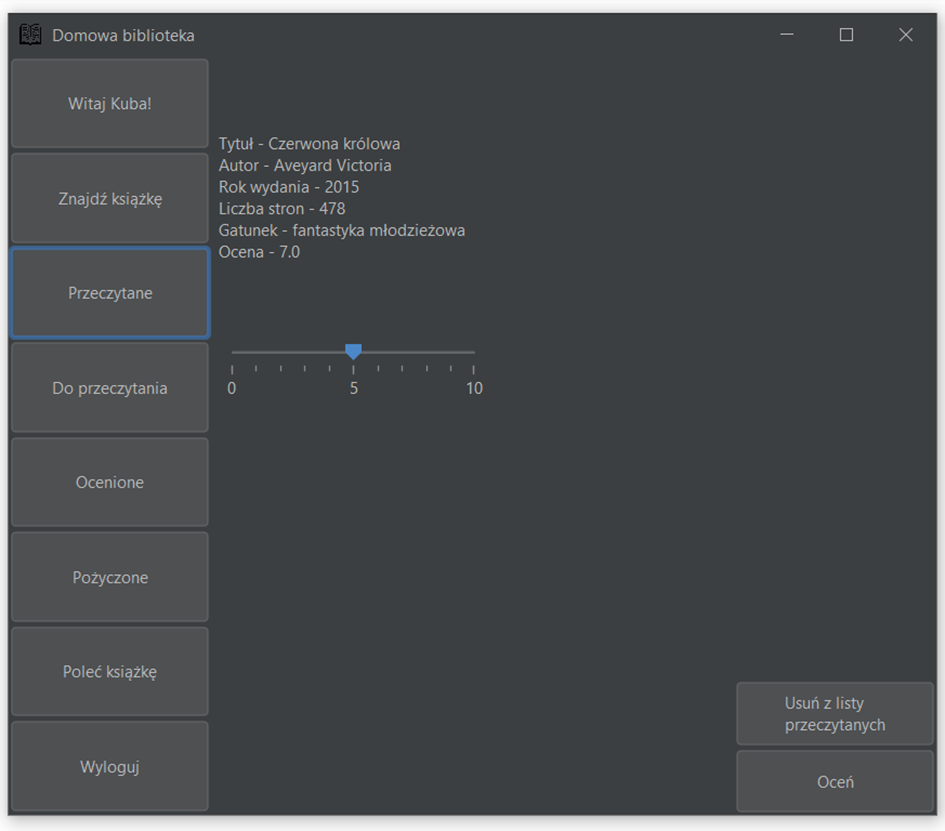 Domowa biblioteka
Witaj Kuba!
Znajdź książkę
Przeczytane
Do przeczytania
Ocenione
Pożyczone
Poleć książkę
Wyloguj
Tytuł - Czerwona królowa
Autor - Aveyard Victoria
Rok wydania - 2015
Liczba stron - 478
Gatunek - fantastyka młodzieżowa
Ocena - 7.0
0 5 10
Usuń z listy
przeczytanych
Oceń